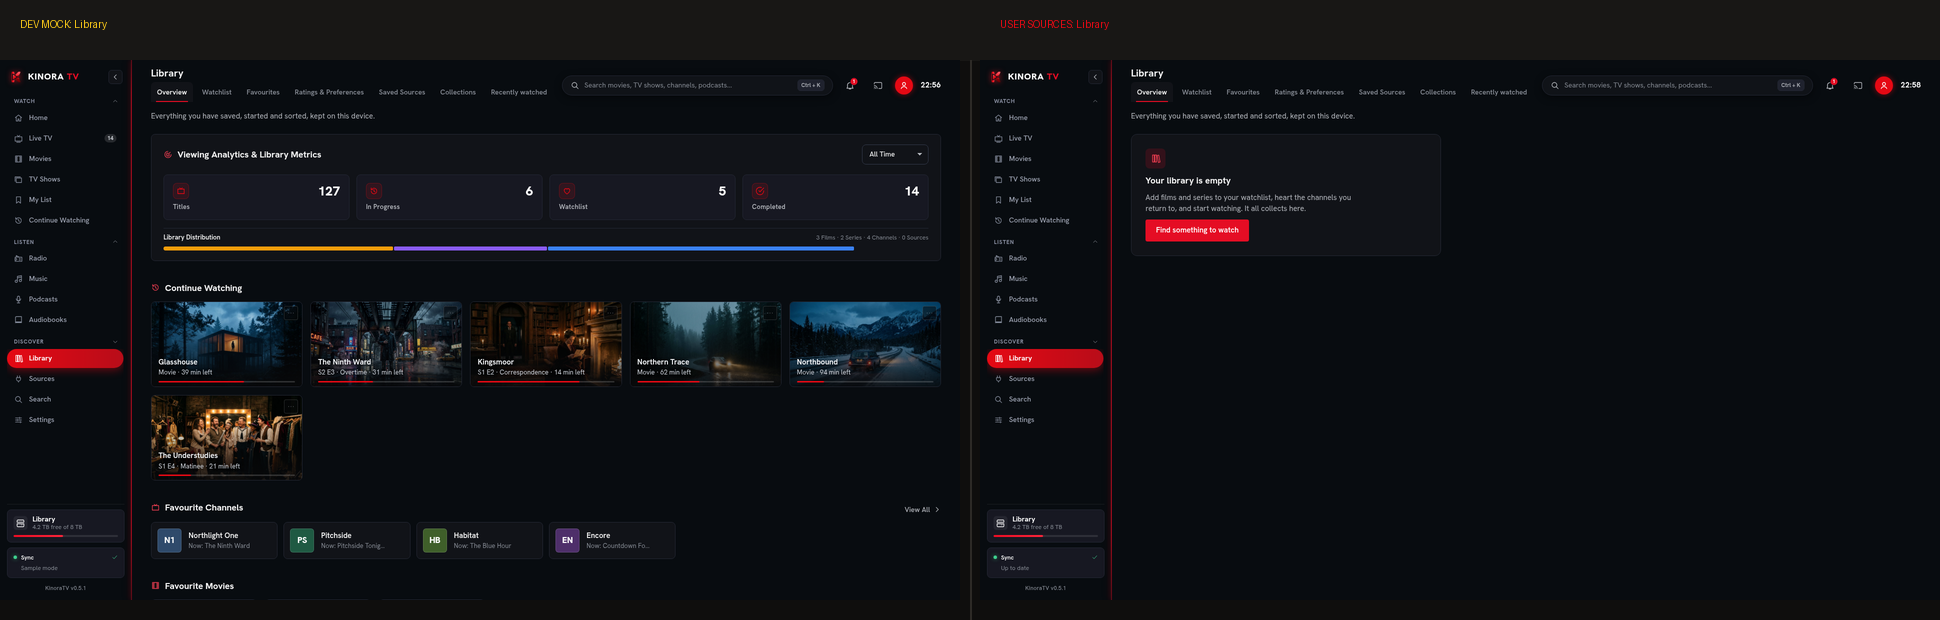 DEV MOCK: Library
KINORA TV
WATCH
Home
Live TV 14
Movies
TV Shows
My List
Continue Watching
LISTEN
Radio
Music
Podcasts
Audiobooks
DISCOVER
Library
Sources
Search
Settings
Library
4.2 TB free of 8 TB
Sync
Sample mode
KinoraTV v0.5.1
Library
Overview Watchlist Favourites Ratings & Preferences Saved Sources Collections Recently watched
Search movies, TV shows, channels, podcasts... Ctrl + K
1
22:56
Everything you have saved, started and sorted, kept on this device.
Viewing Analytics & Library Metrics
All Time
127
Titles
6
In Progress
5
Watchlist
14
Completed
Library Distribution
3 Films · 2 Series · 4 Channels · 0 Sources
Continue Watching
Glasshouse
Movie · 39 min left
CAFE
The Ninth Ward
S2 E3 · Overtime · 31 min left
Kingsmoor
S1 E2 · Correspondence · 14 min left
Northern Trace
Movie · 62 min left
Northbound
Movie · 94 min left
The Understudies
S1 E4 · Matinee · 21 min left
Favourite Channels
View All
N1
Northlight One
Now: The Ninth Ward
PS
Pitchside
Now: Pitchside Tonig...
HB
Habitat
Now: The Blue Hour
EN
Encore
Now: Countdown Fo...
Favourite Movies
USER SOURCES: Library
KINORA TV
WATCH
Home
Live TV
Movies
TV Shows
My List
Continue Watching
LISTEN
Radio
Music
Podcasts
Audiobooks
DISCOVER
Library
Sources
Search
Settings
Library
4.2 TB free of 8 TB
Sync
Up to date
KinoraTV v0.5.1
Library
Overview Watchlist Favourites Ratings & Preferences Saved Sources Collections Recently watched
Search movies, TV shows, channels, podcasts... Ctrl + K
1
22:58
Everything you have saved, started and sorted, kept on this device.
Your library is empty
Add films and series to your watchlist, heart the channels you
return to, and start watching. It all collects here.
Find something to watch